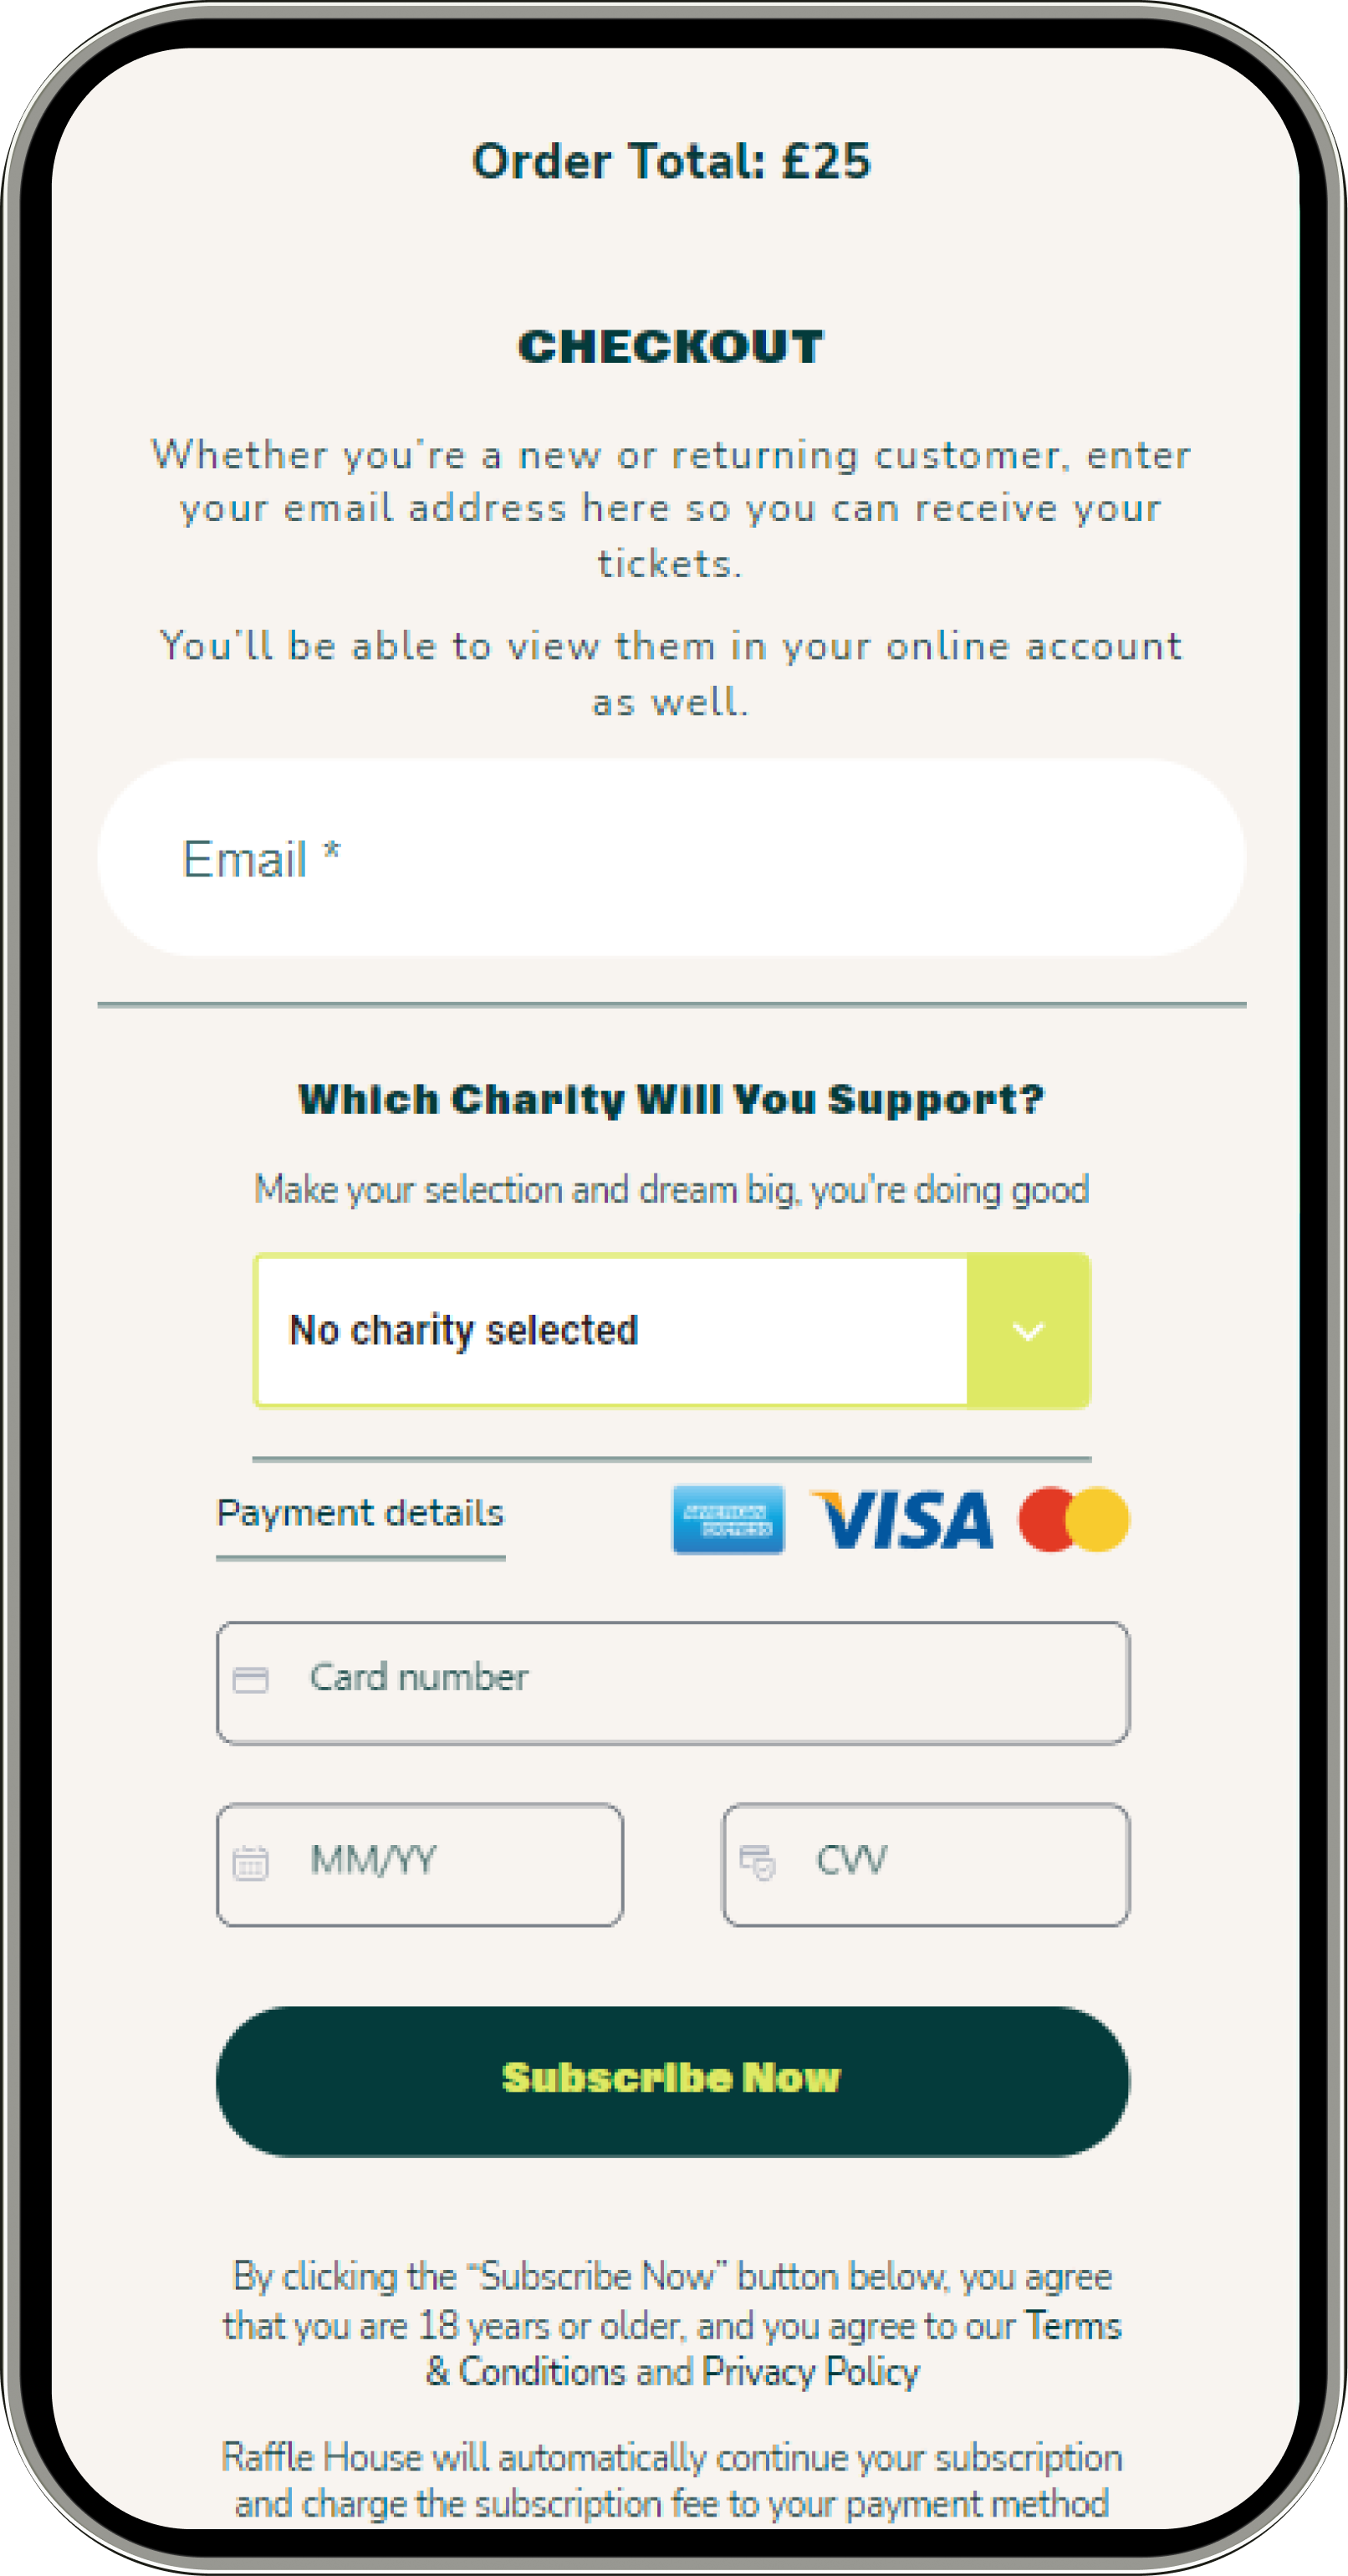 Order Total: £25
CHECKOUT
Whether you're a new or returning customer, enter
your email address here so you can receive your
tickets.
You'll be able to view them in your online account
as well.
Email *
Which Charity Will You Support?
Make your selection and dream big, you're doing good
No charity selected
Payment details
AMERICAN
EXPRESS
VISA
Card number
MM/YY
CVV
Subscribe Now
By clicking the “Subscribe Now” button below, you agree
that you are 18 years or older, and you agree to our Terms
& Conditions and Privacy Policy
Raffle House will automatically continue your subscription
and charge the subscription fee to your payment method